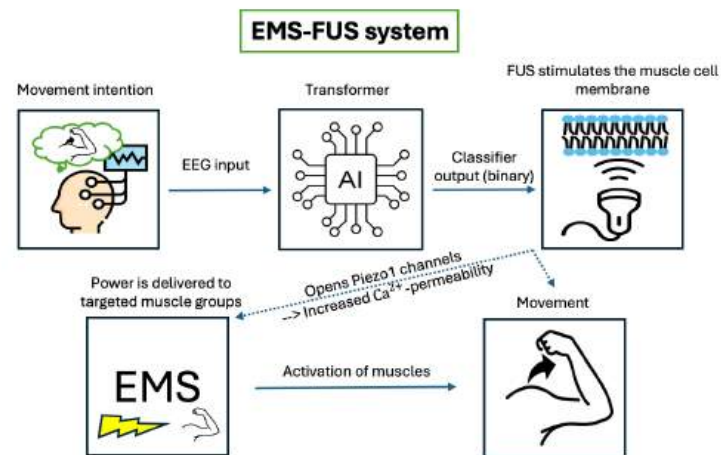 EMS-FUS system
Movement intention
Transformer
FUS stimulates the muscle cell
membrane
EEG input
AI
Classifier
output (binary)
Opens Piezo1 channels
--> Increased Ca²⁺-permeability
Power is delivered to
targeted muscle groups
Movement
EMS
Activation of muscles